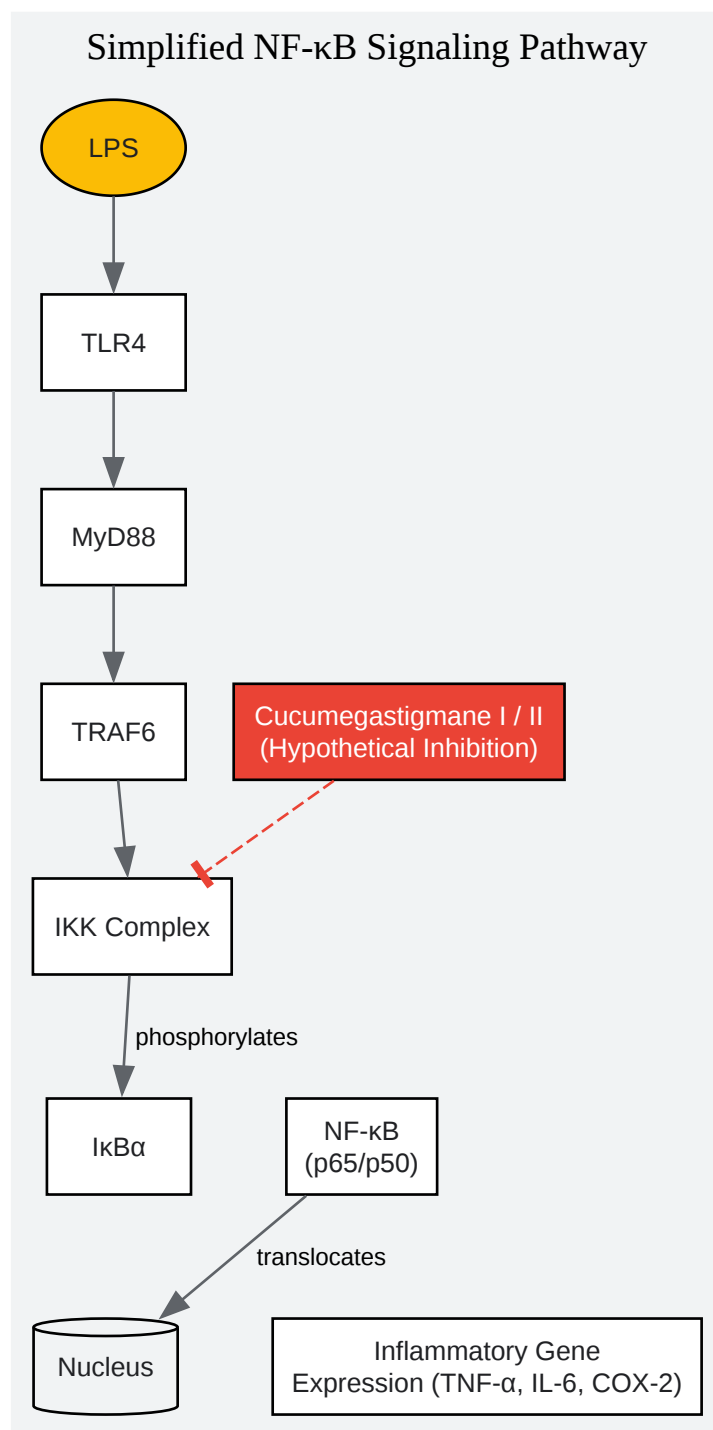 Simplified NF-κB Signaling Pathway
LPS
TLR4
MyD88
TRAF6
Cucumegastigmane I / II
(Hypothetical Inhibition)
IKK Complex
phosphorylates
IκBα
NF-κB
(p65/p50)
translocates
Nucleus
Inflammatory Gene
Expression (TNF-α, IL-6, COX-2)